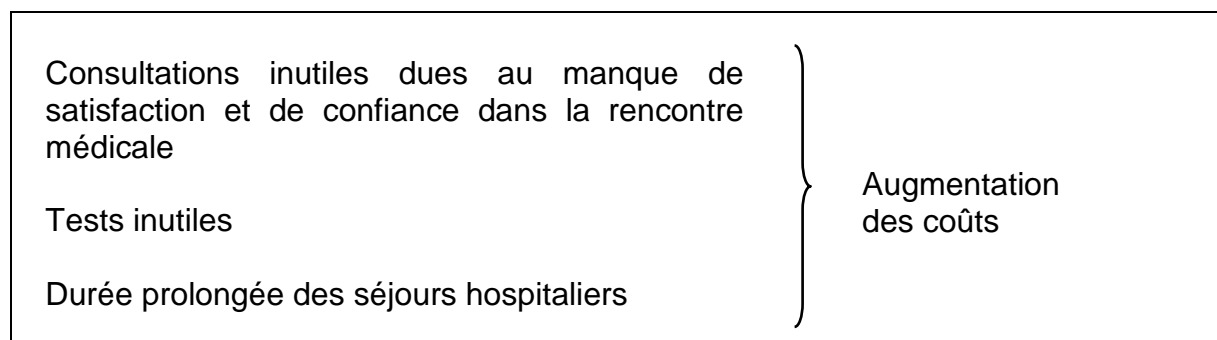 Consultations inutiles dues au manque de
satisfaction et de confiance dans la rencontre
médicale
Tests inutiles
Durée prolongée des séjours hospitaliers
Augmentation
des coûts